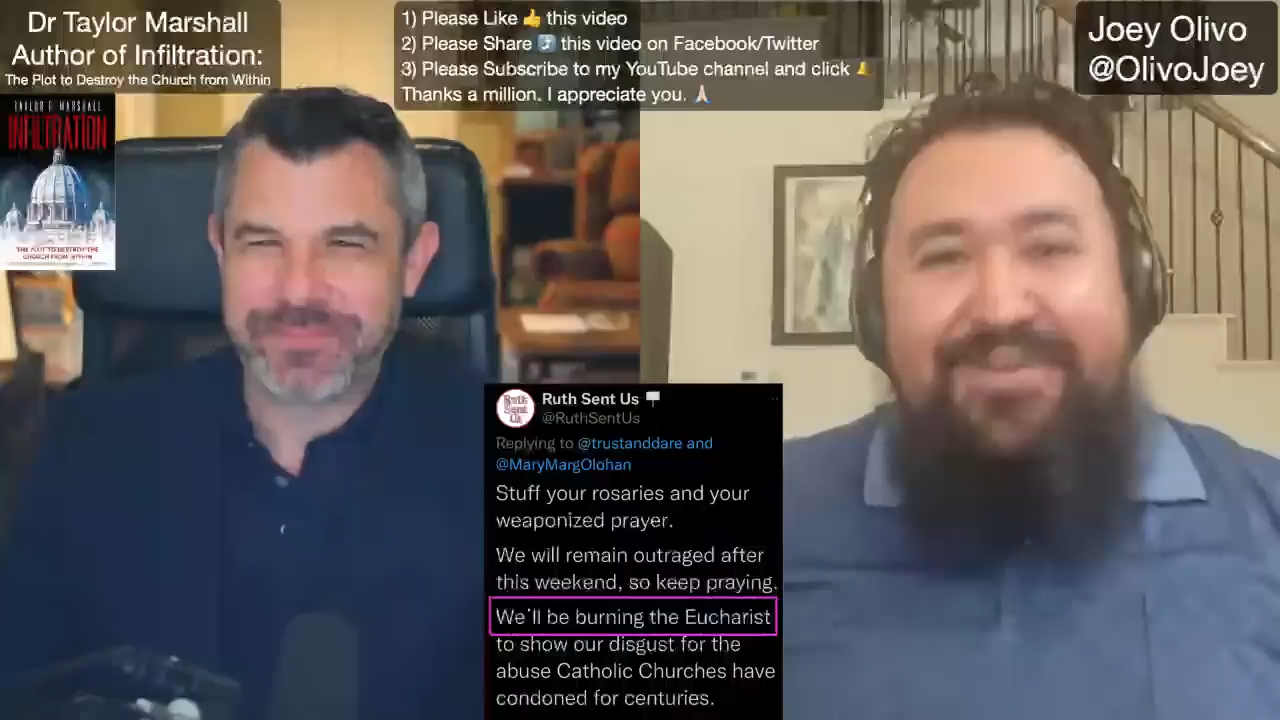 Dr Taylor Marshall
Author of Infiltration:
The Plot to Destroy the Church from Within
TAYLOR R. MARSHALL
INFILTRATION
THE PLOT TO DESTROY THE
CHURCH FROM WITHIN
1) Please Like 👍 this video
2) Please Share ⤴️ this video on Facebook/Twitter
3) Please Subscribe to my YouTube channel and click 🔔
Thanks a million. I appreciate you. 🙏🏻
Joey Olivo
@OlivoJoey
Ruth Sent Us
Ruth Sent Us 🪧
@RuthSentUs
Replying to @trustanddare and
@MaryMargOlohan
Stuff your rosaries and your
weaponized prayer.
We will remain outraged after
this weekend, so keep praying.
We'll be burning the Eucharist
to show our disgust for the
abuse Catholic Churches have
condoned for centuries.